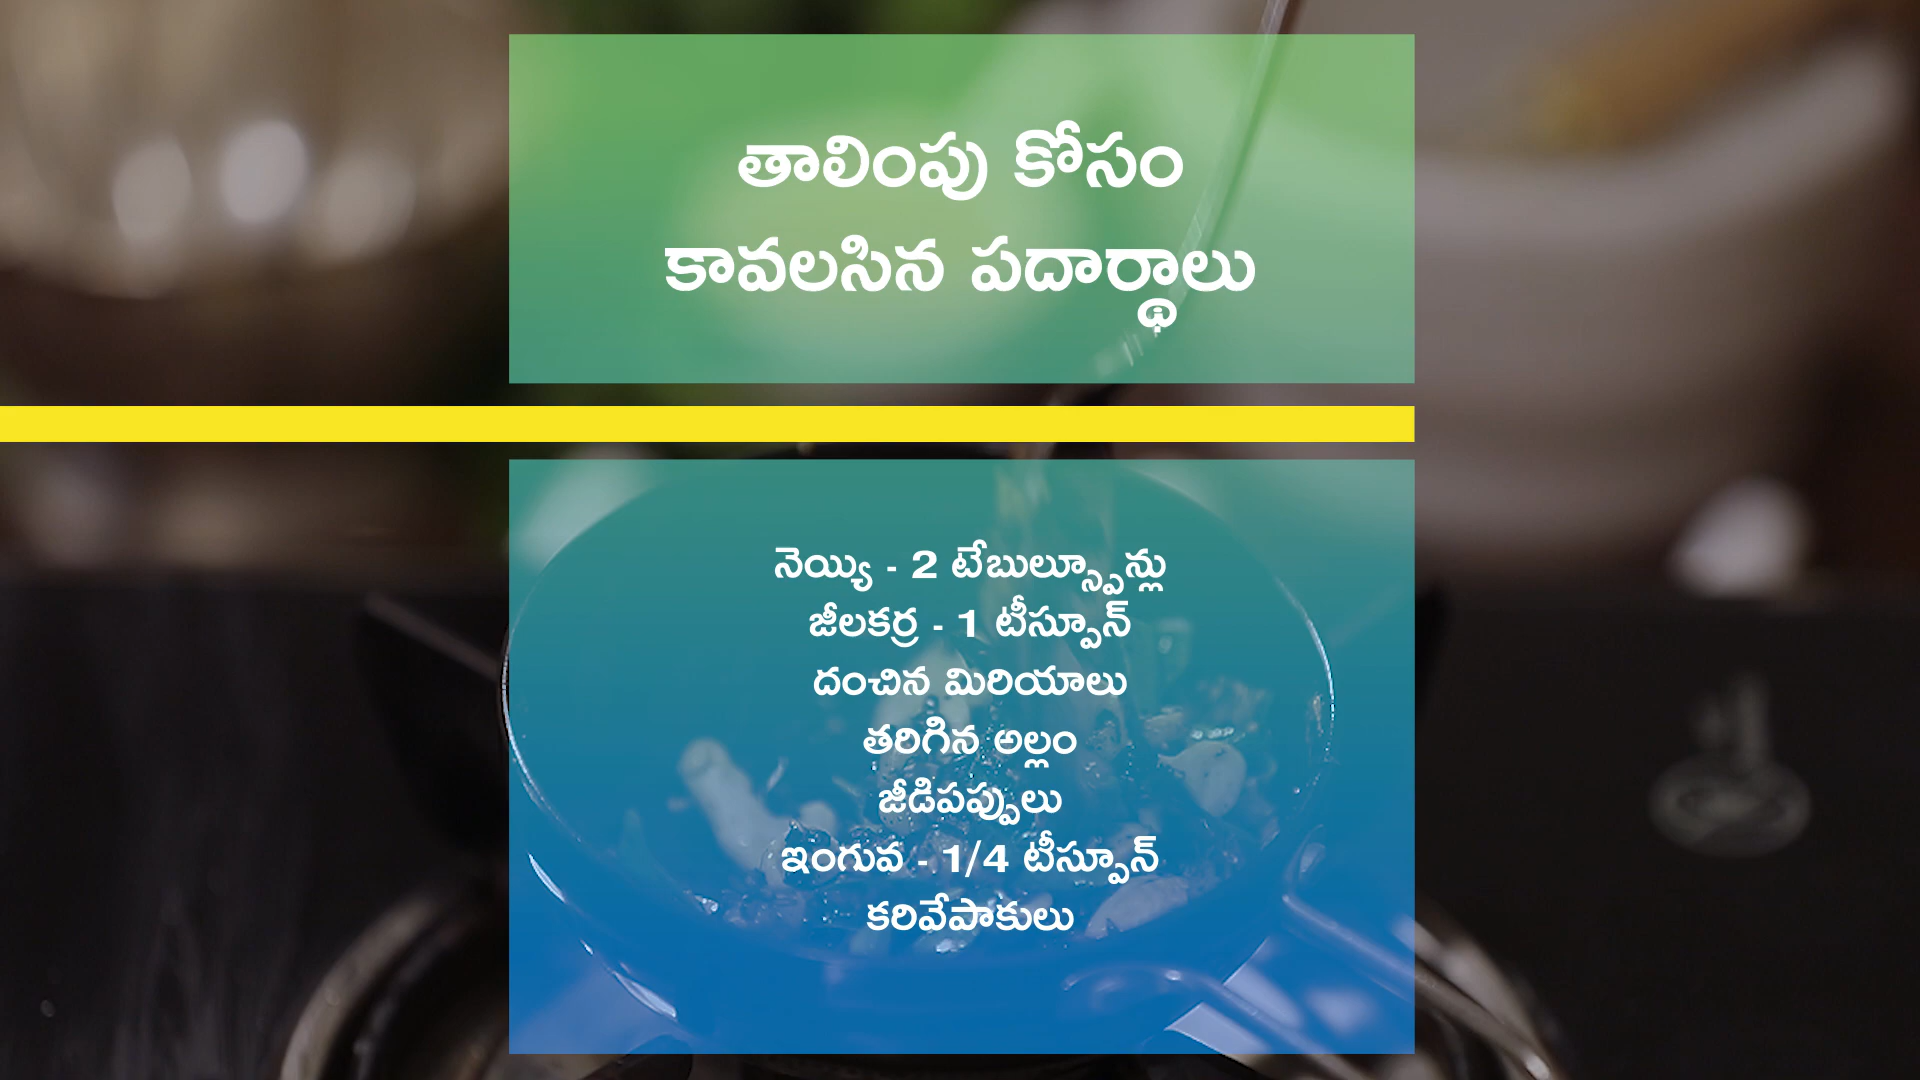 తాలింపు కోసం
కావలసిన పదార్థాలు
నెయ్యి - 2 టేబుల్స్పూన్లు
జీలకర్ర - 1 టీస్పూన్
దంచిన మిరియాలు
తరిగిన అల్లం
జీడిపప్పులు
ఇంగువ - 1/4 టీస్పూన్
కరివేపాకులు